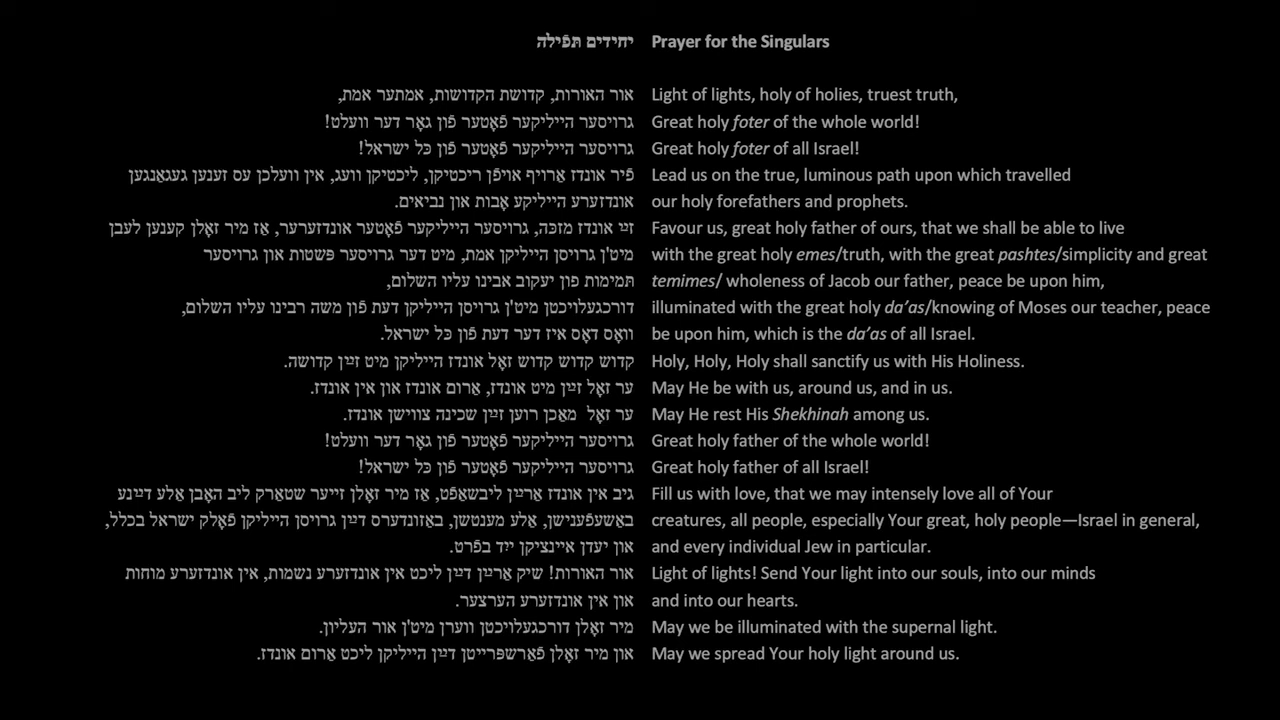 יחידים תּפֿילה Prayer for the Singulars
אור האורות, קדושת הקדושות, אמתער אמת, Light of lights, holy of holies, truest truth,
גרויסער הייליקער פֿאָטער פֿון גאָר דער וועלט! Great holy foter of the whole world!
גרויסער הייליקער פֿאָטער פֿון כּל ישראל! Great holy foter of all Israel!
פֿיר אונדז אַרויף אויפֿן ריכטיקן, ליכטיקן וועג, אין וועלכן עס זענען געגאַנגען Lead us on the true, luminous path upon which travelled
אונדזערע הייליקע אָבות און נביאים. our holy forefathers and prophets.
זײַ אונדז מזכּה, גרויסער הייליקער פֿאָטער אונדזערער, אַז מיר זאָלן קענען לעבן Favour us, great holy father of ours, that we shall be able to live
מיט'ן גרויסן הייליקן אמת, מיט דער גרויסער פּשטות און גרויסער with the great holy emes/truth, with the great pashtes/simplicity and great
תּמימות פון יעקוב אבינו עליו השלום, temimes/ wholeness of Jacob our father, peace be upon him,
דורכגעלויכטן מיט'ן גרויסן הייליקן דעת פֿון משה רבינו עליו השלום, illuminated with the great holy da’as/knowing of Moses our teacher, peace
וואָס דאָס איז דער דעת פֿון כּל ישראל. be upon him, which is the da’as of all Israel.
קדוש קדוש קדוש זאָל אונדז הייליקן מיט זײַן קדושה. Holy, Holy, Holy shall sanctify us with His Holiness.
ער זאָל זײַן מיט אונדז, אַרום אונדז און אין אונדז. May He be with us, around us, and in us.
ער זאָל מאַכן רוען זײַן שכינה צווישן אונדז. May He rest His Shekhinah among us.
גרויסער הייליקער פֿאָטער פֿון גאָר דער וועלט! Great holy father of the whole world!
גרויסער הייליקער פֿאָטער פֿון כּל ישראל! Great holy father of all Israel!
גיב אין אונדז אַרײַן ליבשאַפֿט, אַז מיר זאָלן זייער שטאַרק ליב האָבן אַלע דײַנע Fill us with love, that we may intensely love all of Your
באַשעפֿענישן, אַלע מענטשן, באַזונדערס דײַן גרויסן הייליקן פֿאָלק ישראל בכלל, creatures, all people, especially Your great, holy people—Israel in general,
און יעדן איינציקן ייִד בפֿרט. and every individual Jew in particular.
אור האורות! שיק אַרײַן דײַן ליכט אין אונדזערע נשמות, אין אונדזערע מוחות Light of lights! Send Your light into our souls, into our minds
און אין אונדזערע הערצער. and into our hearts.
מיר זאָלן דורכגעלויכטן ווערן מיט'ן אור העליון. May we be illuminated with the supernal light.
און מיר זאָלן פֿאַרשפּרייטן דײַן הייליקן ליכט אַרום אונדז. May we spread Your holy light around us.